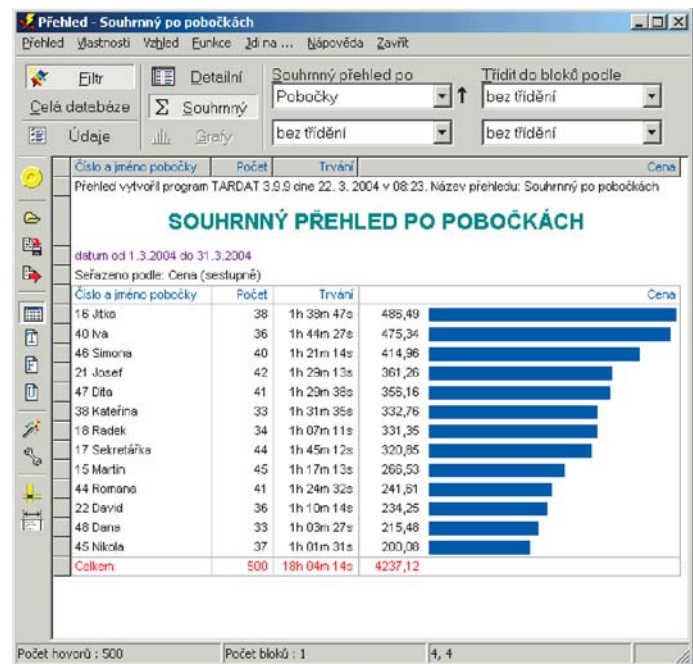 Přehled - Souhrnný po pobočkách
Přehled Vlastnosti Vzhled Funkce Jdi na ... Nápověda Zavřít
Filtr Detailní Souhrnný přehled po Třídit do bloků podle
Celá databáze Σ Souhrnný Pobočky bez třídění
Údaje Grafy bez třídění bez třídění
Číslo a jméno pobočky Počet Trvání Cena
Přehled vytvořil program TARDAT 3.9.9 dne 22. 3. 2004 v 08:23. Název přehledu: Souhrnný po pobočkách
SOUHRNNÝ PŘEHLED PO POBOČKÁCH
datum od 1.3.2004 do 31.3.2004
Seřazeno podle: Cena (sestupně)
Číslo a jméno pobočky Počet Trvání Cena
16 Jitka 38 1h 38m 47s 486,49
40 Iva 36 1h 44m 27s 475,34
46 Simona 40 1h 21m 14s 414,96
21 Josef 42 1h 29m 13s 361,26
47 Dita 41 1h 29m 38s 356,16
38 Kateřina 33 1h 31m 35s 332,76
18 Radek 34 1h 07m 11s 331,35
17 Sekretářka 44 1h 45m 12s 320,85
15 Martin 45 1h 17m 13s 266,53
44 Romana 41 1h 24m 32s 241,61
22 David 36 1h 10m 14s 234,25
48 Dana 33 1h 03m 27s 215,48
45 Nikola 37 1h 01m 31s 200,08
Celkem: 500 18h 04m 14s 4237,12
Počet hovorů : 500 Počet bloků : 1 4, 4